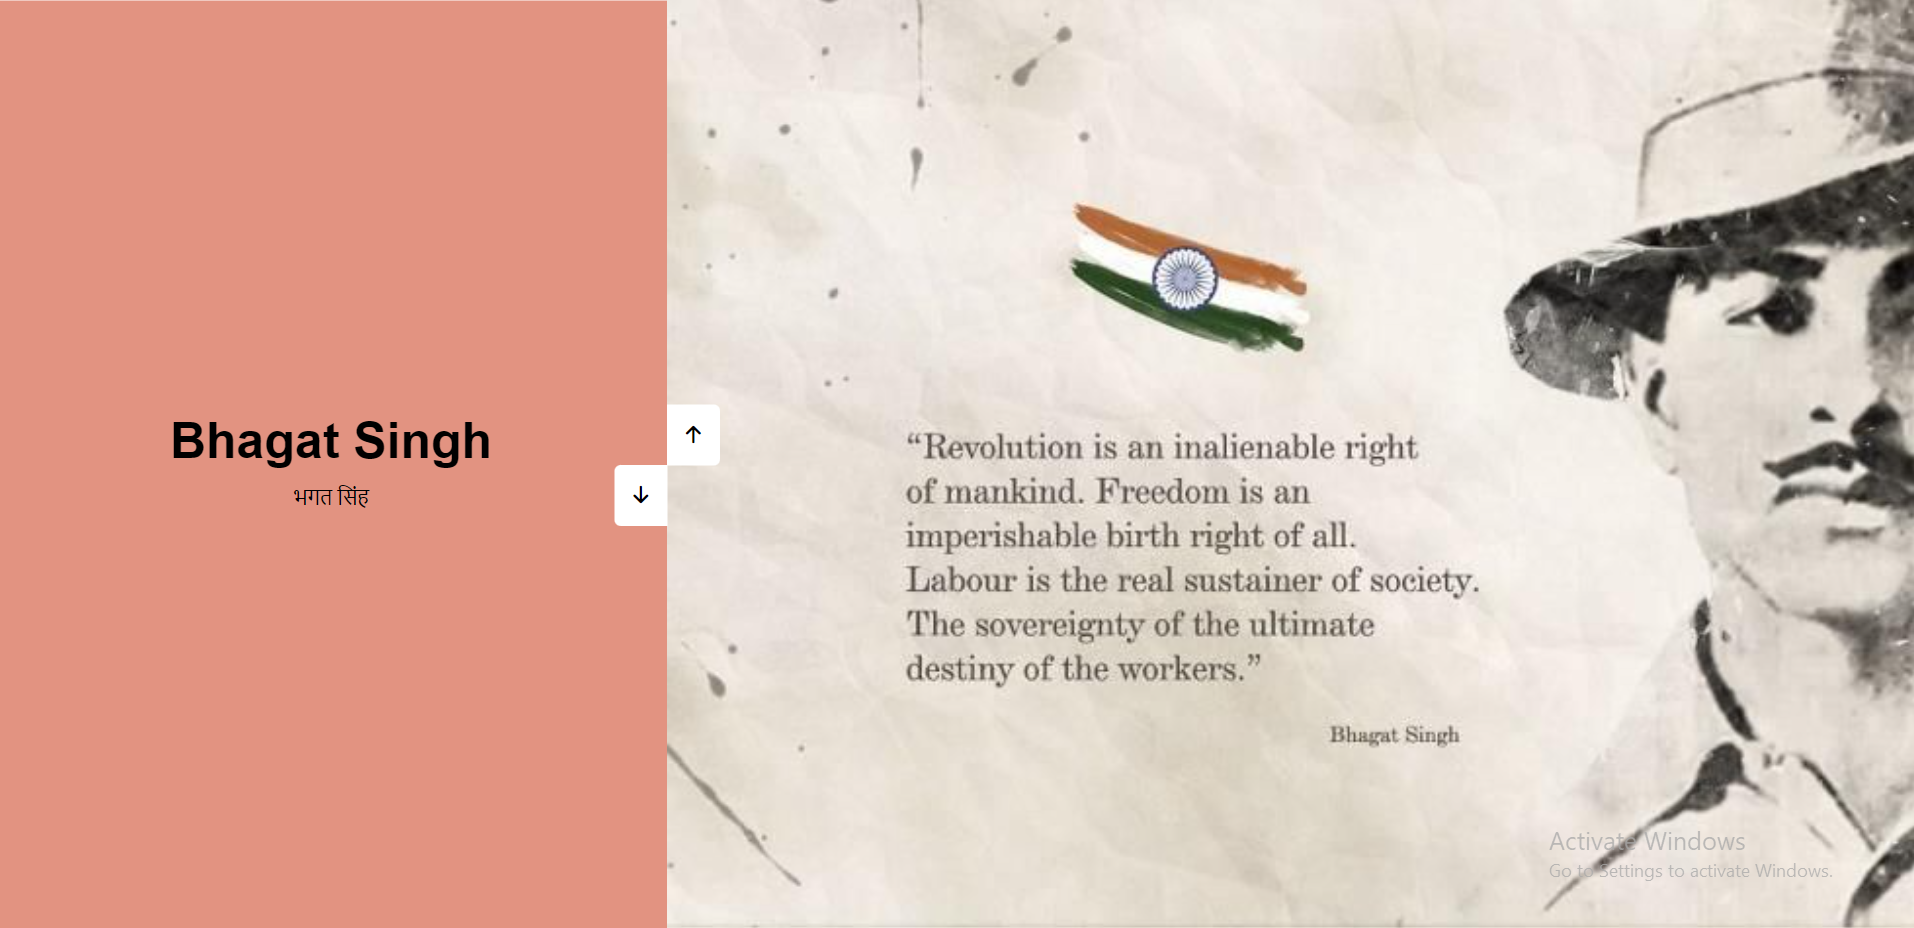 Bhagat Singh
भगत सिंह
“Revolution is an inalienable right
of mankind. Freedom is an
imperishable birth right of all.
Labour is the real sustainer of society.
The sovereignty of the ultimate
destiny of the workers.”
Bhagat Singh
Activate Windows
Go to Settings to activate Windows.